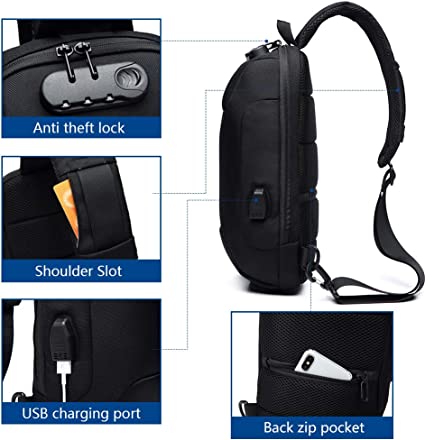 Anti theft lock
Shoulder Slot
USB charging port
Back zip pocket